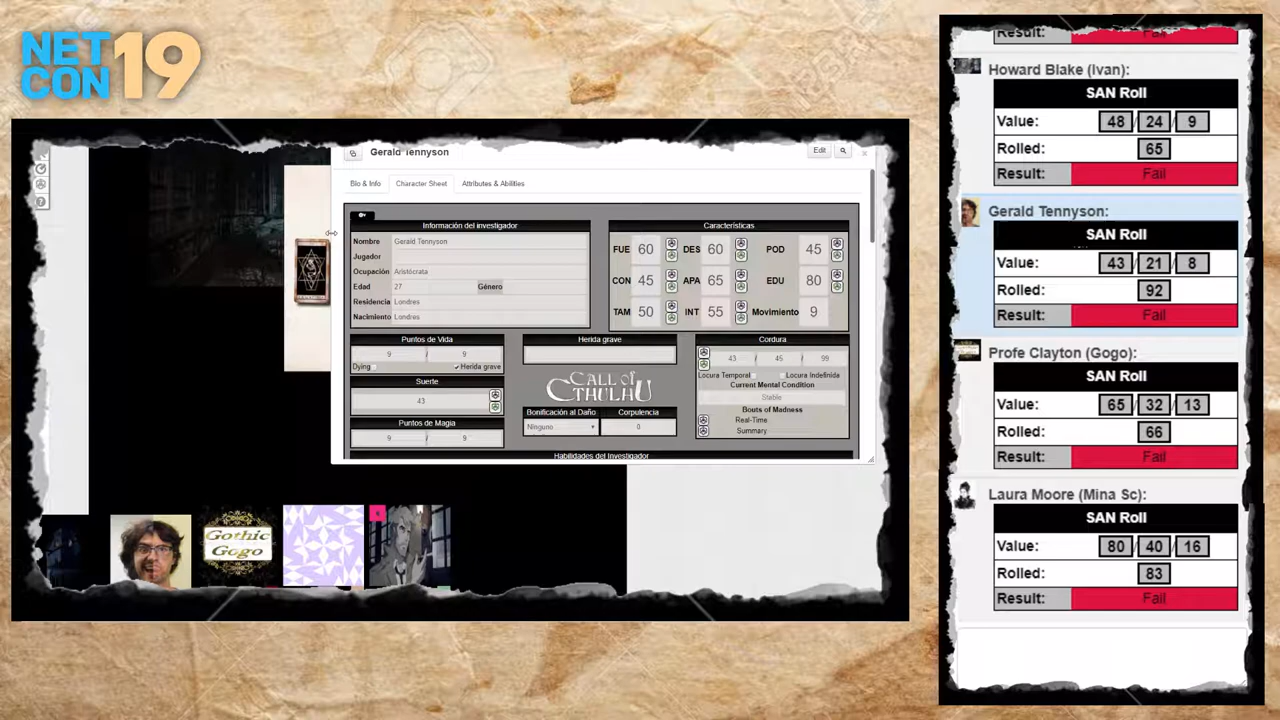 NET
CON 19
Gerald Tennyson
Edit
Bio & Info
Character Sheet
Attributes & Abilities
Información del investigador
Nombre Gerald Tennyson
Jugador
Ocupación Aristócrata
Edad 27 Género
Residencia Londres
Nacimiento Londres
Características
FUE 60 DES 60 POD 45
CON 45 APA 65 EDU 80
TAM 50 INT 55 Movimiento 9
Puntos de Vida
9 / 9
Dying Herida grave
Suerte
43
Puntos de Magia
9 / 9
Herida grave
CALL of
CTHULHU
Bonificación al Daño Corpulencia
Ninguno 0
Cordura
43 / 45 / 99
Locura Temporal Locura Indefinida
Current Mental Condition
Stable
Bouts of Madness
Real-Time
Summary
Habilidades del Investigador
Gothic
Gogo
Result: Fail
Howard Blake (Ivan):
SAN Roll
Value: 48 / 24 / 9
Rolled: 65
Result: Fail
Gerald Tennyson:
SAN Roll
Value: 43 / 21 / 8
Rolled: 92
Result: Fail
Profe Clayton (Gogo):
SAN Roll
Value: 65 / 32 / 13
Rolled: 66
Result: Fail
Laura Moore (Mina Sc):
SAN Roll
Value: 80 / 40 / 16
Rolled: 83
Result: Fail